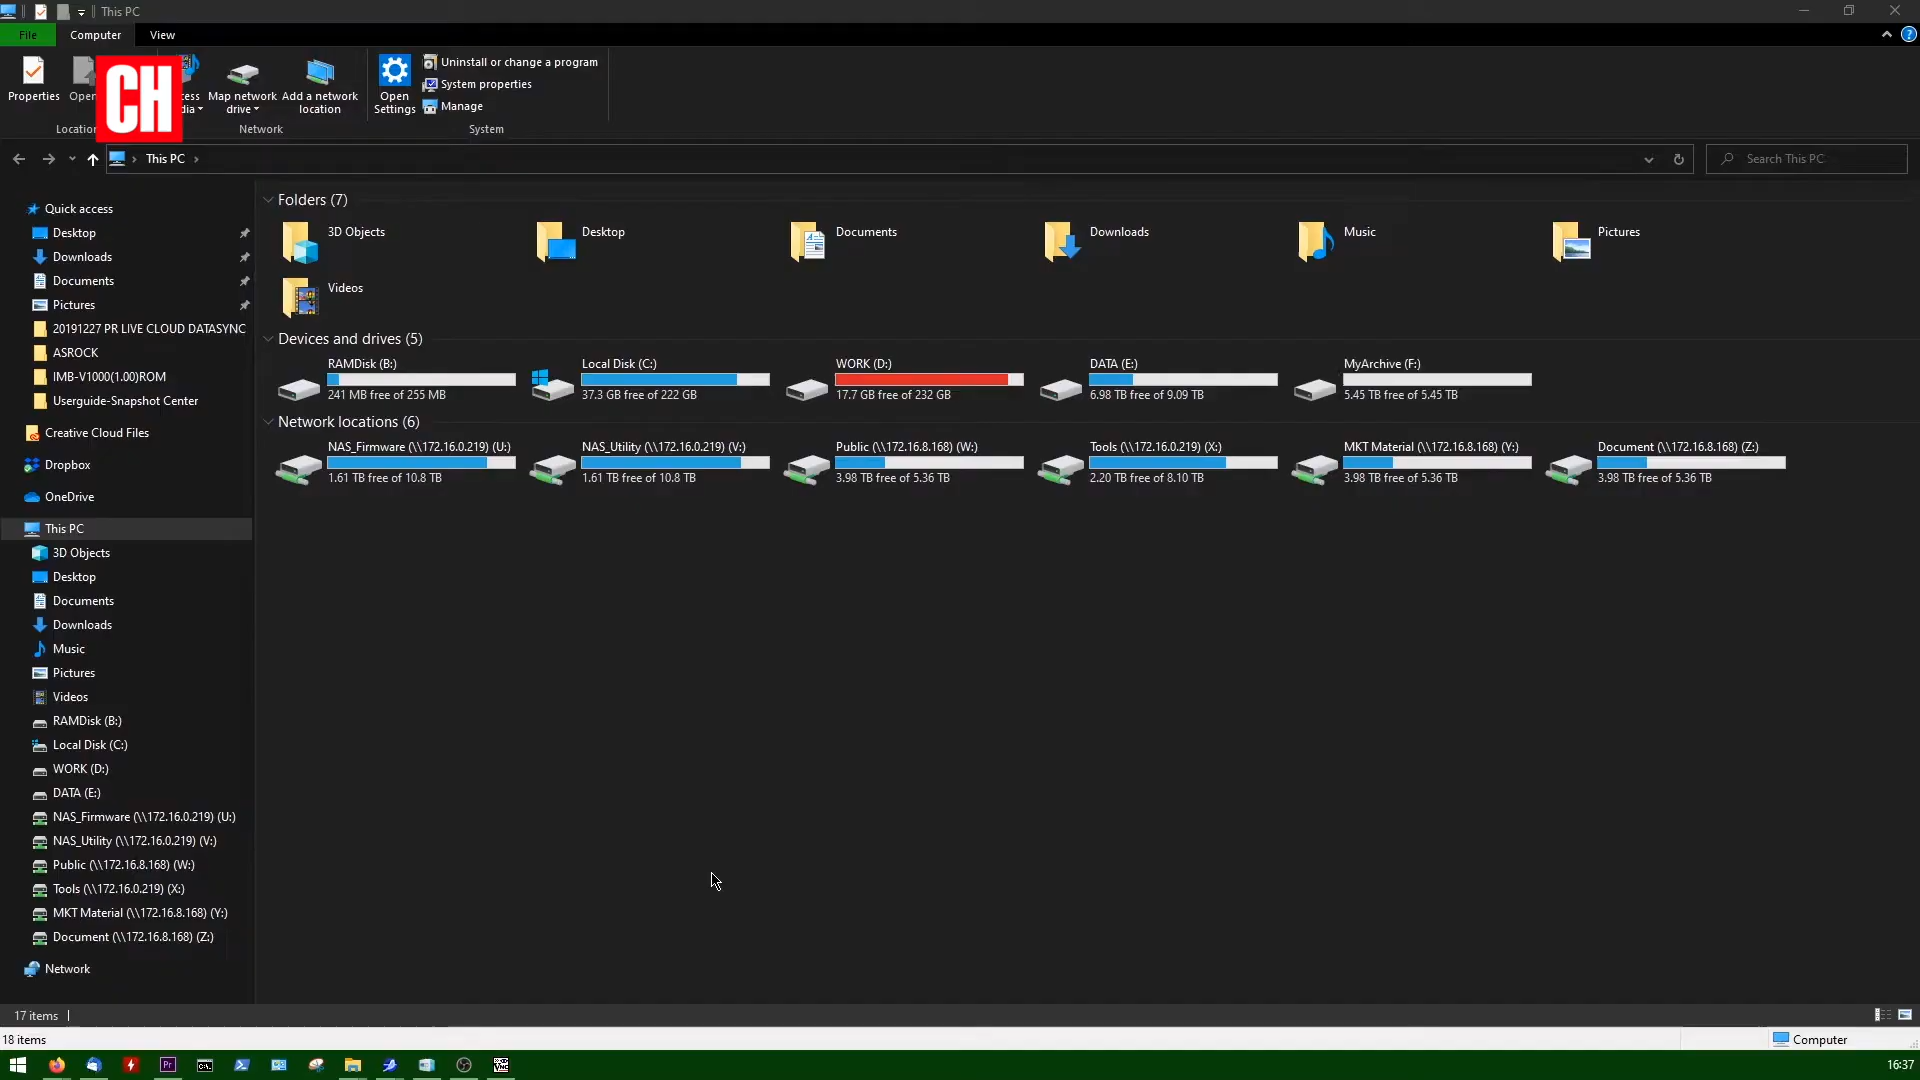 This PC
File
Computer
View
Properties
Open
CH
Map network
drive
Add a network
location
Open
Settings
Uninstall or change a program
System properties
Manage
Network
System
This PC
Search This PC
Quick access
Desktop
Downloads
Documents
Pictures
20191227 PR LIVE CLOUD DATASYNC
ASROCK
IMB-V1000(1.00)ROM
Userguide-Snapshot Center
Creative Cloud Files
Dropbox
OneDrive
This PC
3D Objects
Desktop
Documents
Downloads
Music
Pictures
Videos
RAMDisk (B:)
Local Disk (C:)
WORK (D:)
DATA (E:)
NAS_Firmware (\\172.16.0.219) (U:)
NAS_Utility (\\172.16.0.219) (V:)
Public (\\172.16.8.168) (W:)
Tools (\\172.16.0.219) (X:)
MKT Material (\\172.16.8.168) (Y:)
Document (\\172.16.8.168) (Z:)
Network
Folders (7)
3D Objects
Desktop
Documents
Downloads
Music
Pictures
Videos
Devices and drives (5)
RAMDisk (B:)
241 MB free of 255 MB
Local Disk (C:)
37.3 GB free of 222 GB
WORK (D:)
17.7 GB free of 232 GB
DATA (E:)
6.98 TB free of 9.09 TB
MyArchive (F:)
5.45 TB free of 5.45 TB
Network locations (6)
NAS_Firmware (\\172.16.0.219) (U:)
1.61 TB free of 10.8 TB
NAS_Utility (\\172.16.0.219) (V:)
1.61 TB free of 10.8 TB
Public (\\172.16.8.168) (W:)
3.98 TB free of 5.36 TB
Tools (\\172.16.0.219) (X:)
2.20 TB free of 8.10 TB
MKT Material (\\172.16.8.168) (Y:)
3.98 TB free of 5.36 TB
Document (\\172.16.8.168) (Z:)
3.98 TB free of 5.36 TB
17 items
18 items
Computer
Pr
16:37